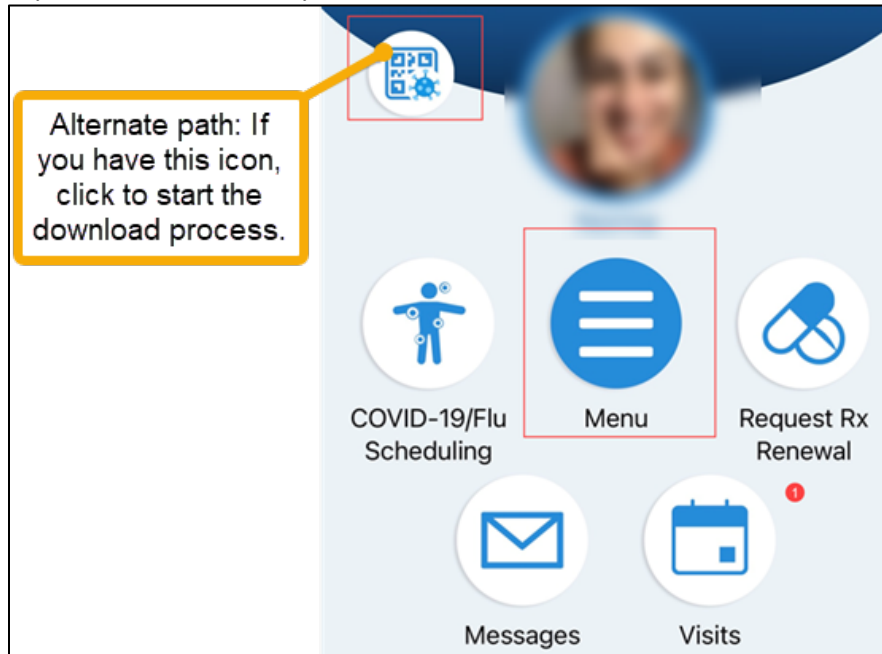 Alternate path: If
you have this icon,
click to start the
download process.
COVID-19/Flu
Scheduling
Menu
Request Rx
Renewal
1
Messages
Visits